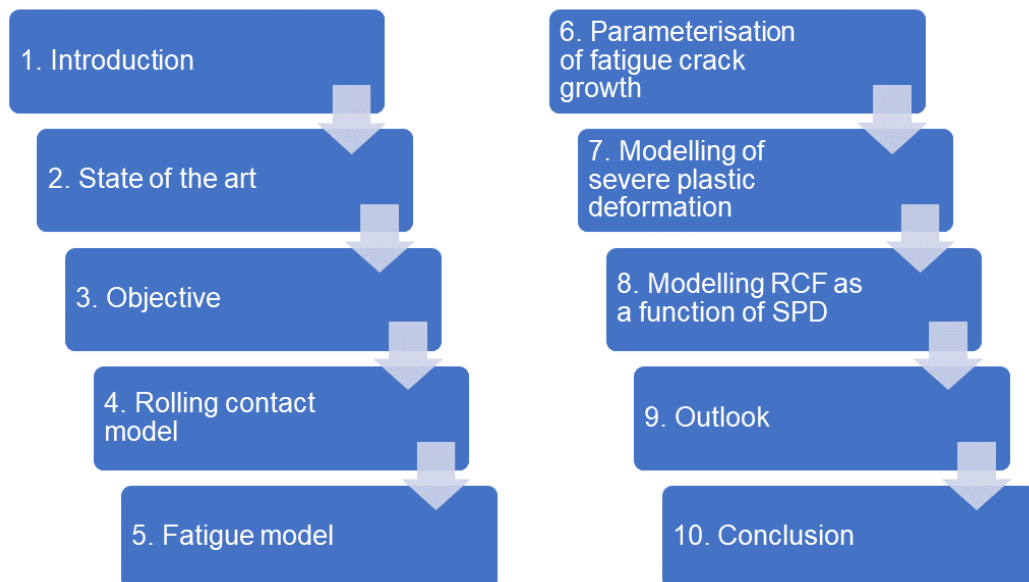 1. Introduction
2. State of the art
3. Objective
4. Rolling contact
model
5. Fatigue model
6. Parameterisation
of fatigue crack
growth
7. Modelling of
severe plastic
deformation
8. Modelling RCF as
a function of SPD
9. Outlook
10. Conclusion